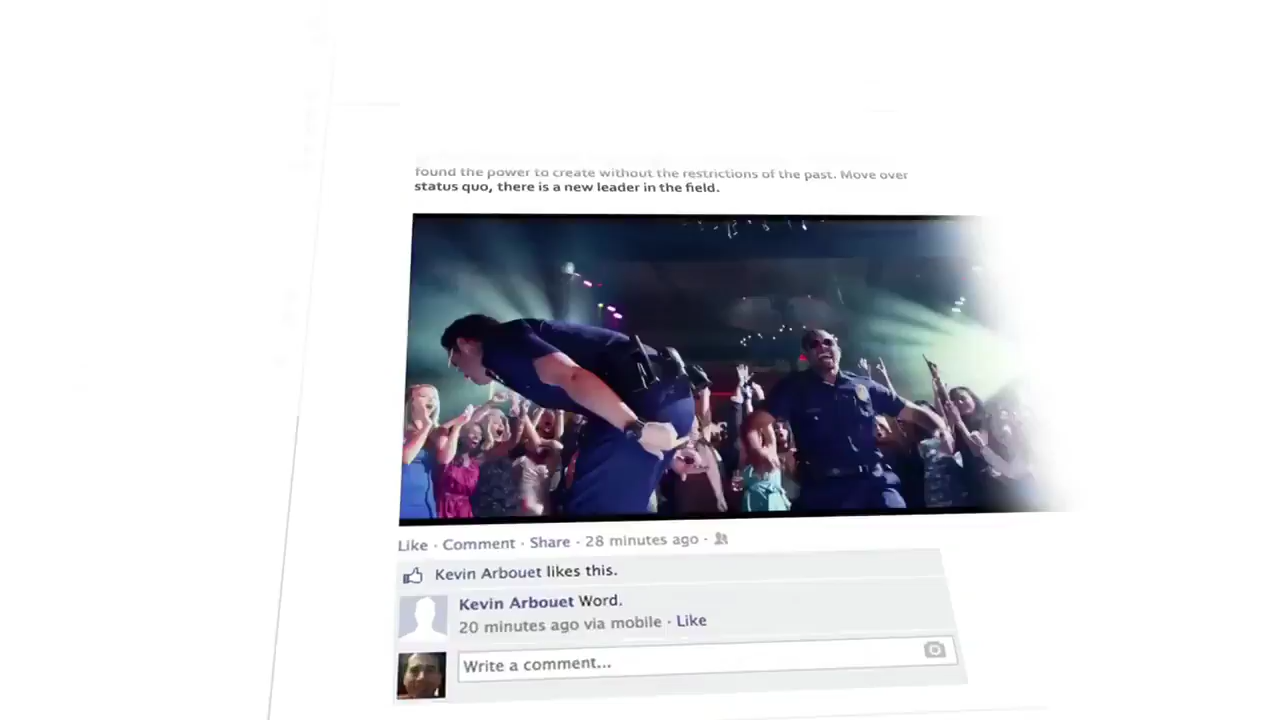 found the power to create without the restrictions of the past. Move over
status quo, there is a new leader in the field.
Like · Comment · Share · 28 minutes ago ·
Kevin Arbouet likes this.
Kevin Arbouet Word.
20 minutes ago via mobile · Like
Write a comment...